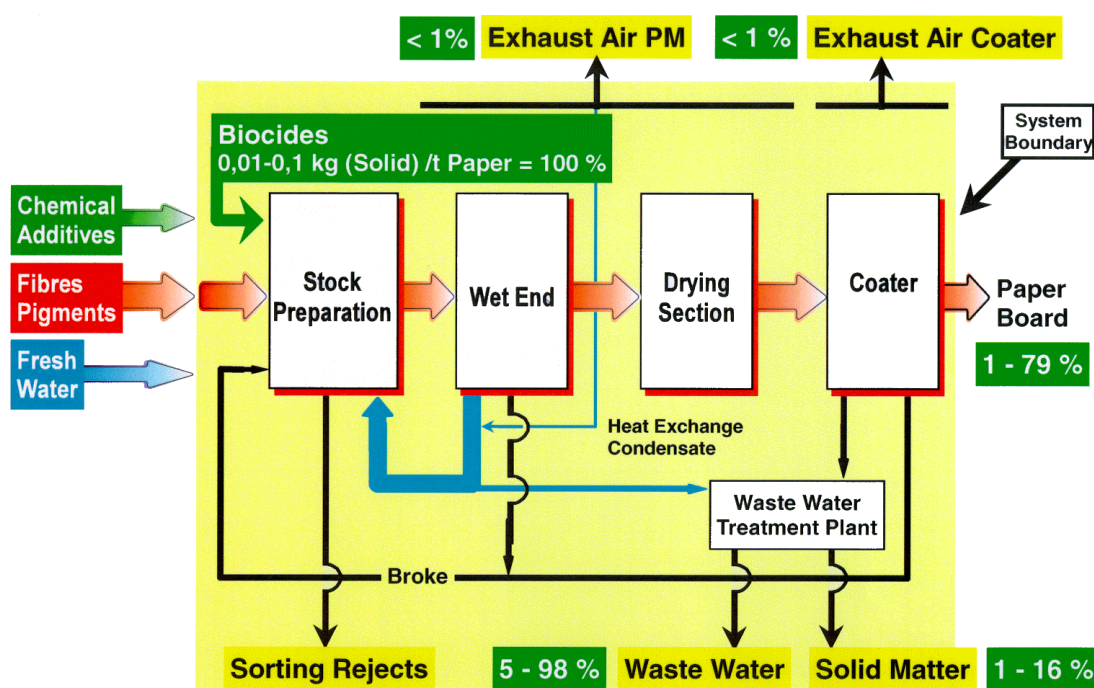 < 1%
Exhaust Air PM
< 1 %
Exhaust Air Coater
System
Boundary
Biocides
0,01-0,1 kg (Solid) /t Paper = 100 %
Chemical
Additives
Fibres
Pigments
Fresh
Water
Stock
Preparation
Wet End
Drying
Section
Coater
Paper
Board
1 - 79 %
Heat Exchange
Condensate
Waste Water
Treatment Plant
Broke
Sorting Rejects
5 - 98 %
Waste Water
Solid Matter
1 - 16 %